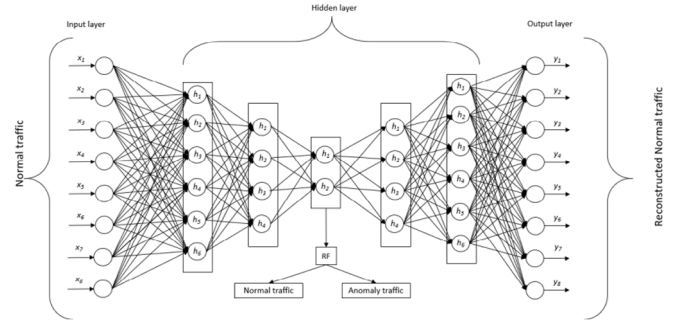 Hidden layer
Input layer
Output layer
Normal traffic
x1
x2
x3
x4
x5
x6
x7
x8
h1
h2
h3
h4
h5
h6
h1
h2
h3
h4
h1
h2
h1
h2
h3
h4
h1
h2
h3
h4
h5
h6
y1
y2
y3
y4
y5
y6
y7
y8
Reconstructed Normal traffic
RF
Normal traffic
Anomaly traffic